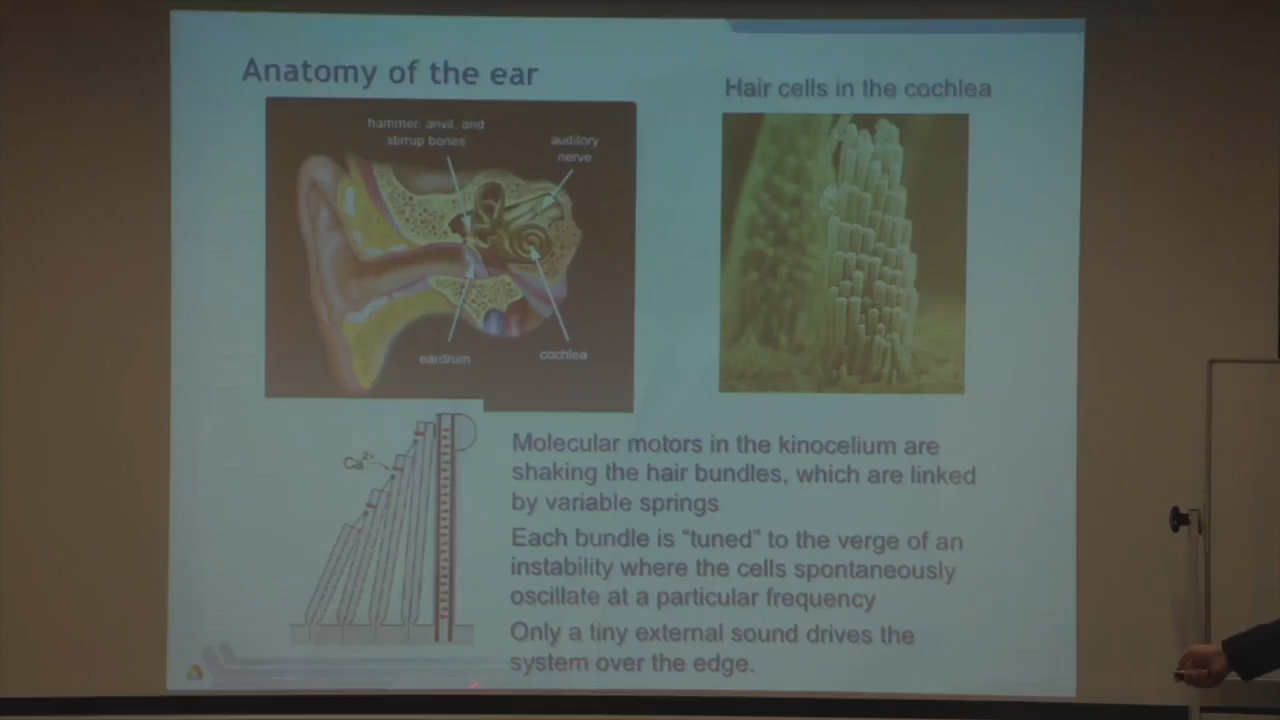 Anatomy of the ear
Hair cells in the cochlea
hammer, anvil, and
stirrup bones
auditory
nerve
eardrum
cochlea
Ca2+
Molecular motors in the kinocelium are
shaking the hair bundles, which are linked
by variable springs
Each bundle is “tuned” to the verge of an
instability where the cells spontaneously
oscillate at a particular frequency
Only a tiny external sound drives the
system over the edge.